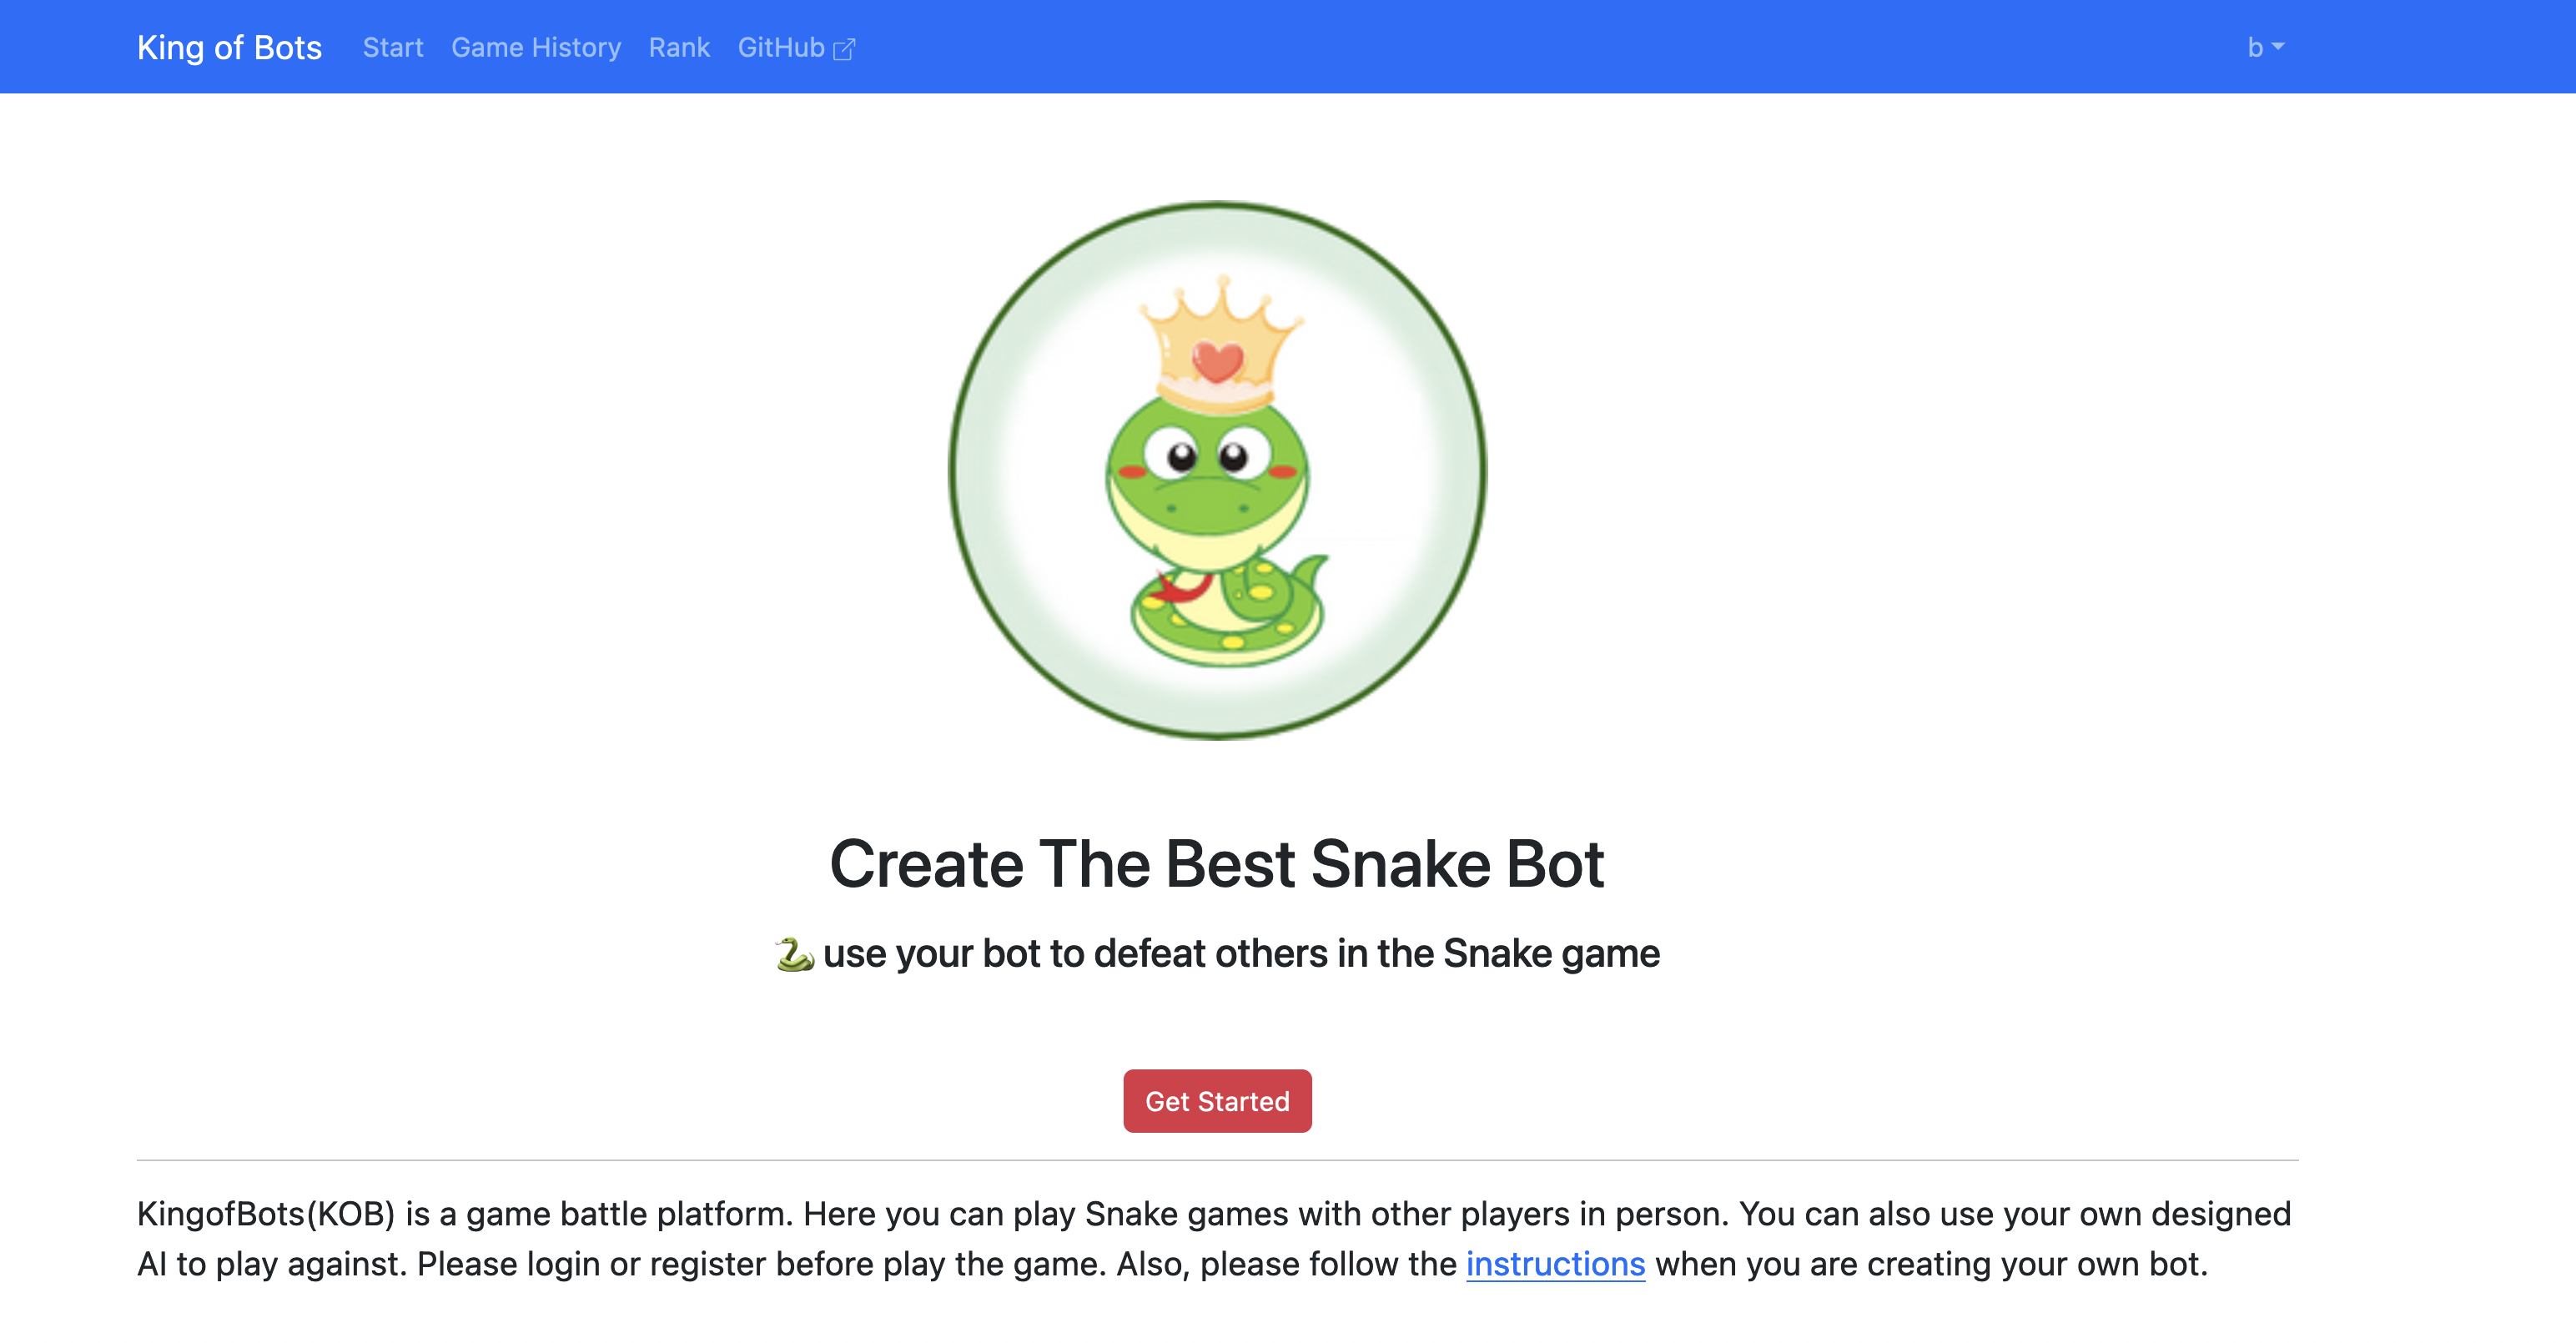 King of Bots Start Game History Rank GitHub b
Create The Best Snake Bot
🐍 use your bot to defeat others in the Snake game
Get Started
KingofBots(KOB) is a game battle platform. Here you can play Snake games with other players in person. You can also use your own designed
AI to play against. Please login or register before play the game. Also, please follow the instructions when you are creating your own bot.